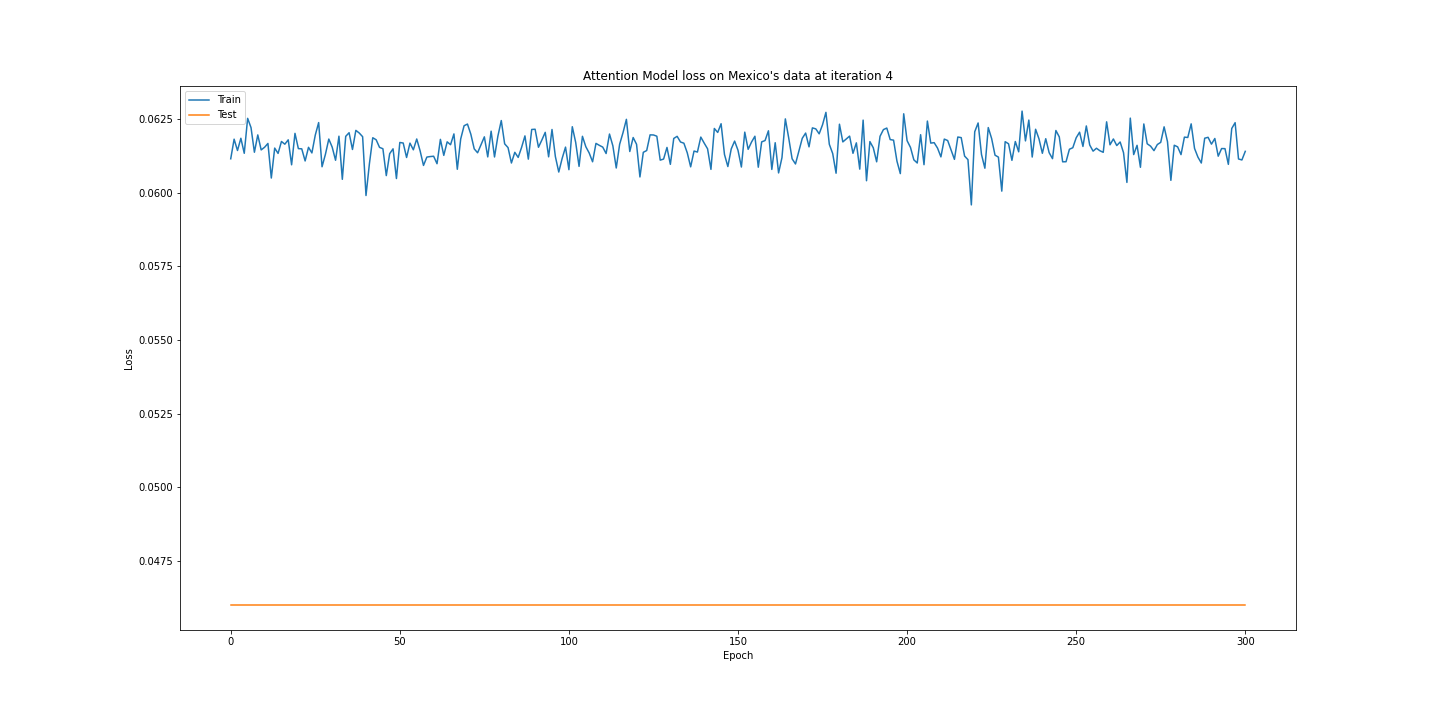 Attention Model loss on Mexico's data at iteration 4
Train
Test
0.0625
0.0600
0.0575
0.0550
0.0525
0.0500
0.0475
Loss
0 50 100 150 200 250 300
Epoch